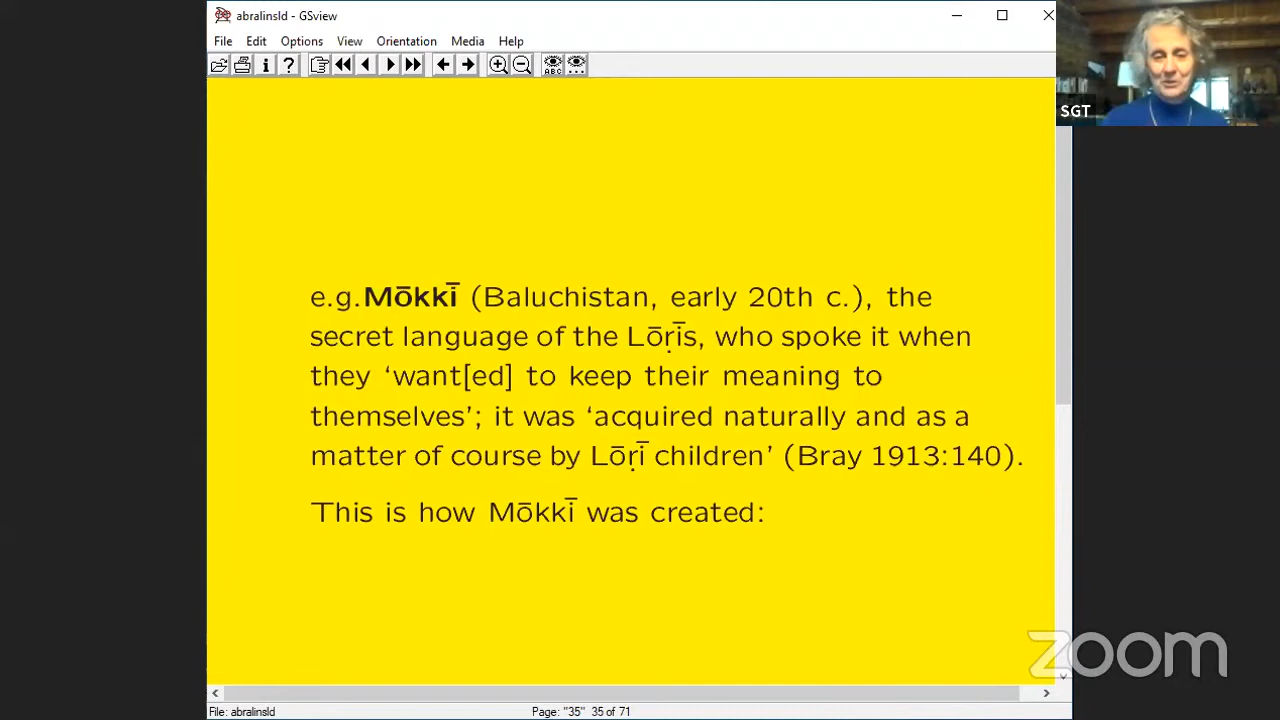 abralinsld - GSview
File Edit Options View Orientation Media Help
ABC
SGT
e.g.Mōkkī (Baluchistan, early 20th c.), the
secret language of the Lōṛīs, who spoke it when
they ‘want[ed] to keep their meaning to
themselves’; it was ‘acquired naturally and as a
matter of course by Lōṛī children’ (Bray 1913:140).
This is how Mōkkī was created:
zoom
File: abralinsld Page: "35" 35 of 71